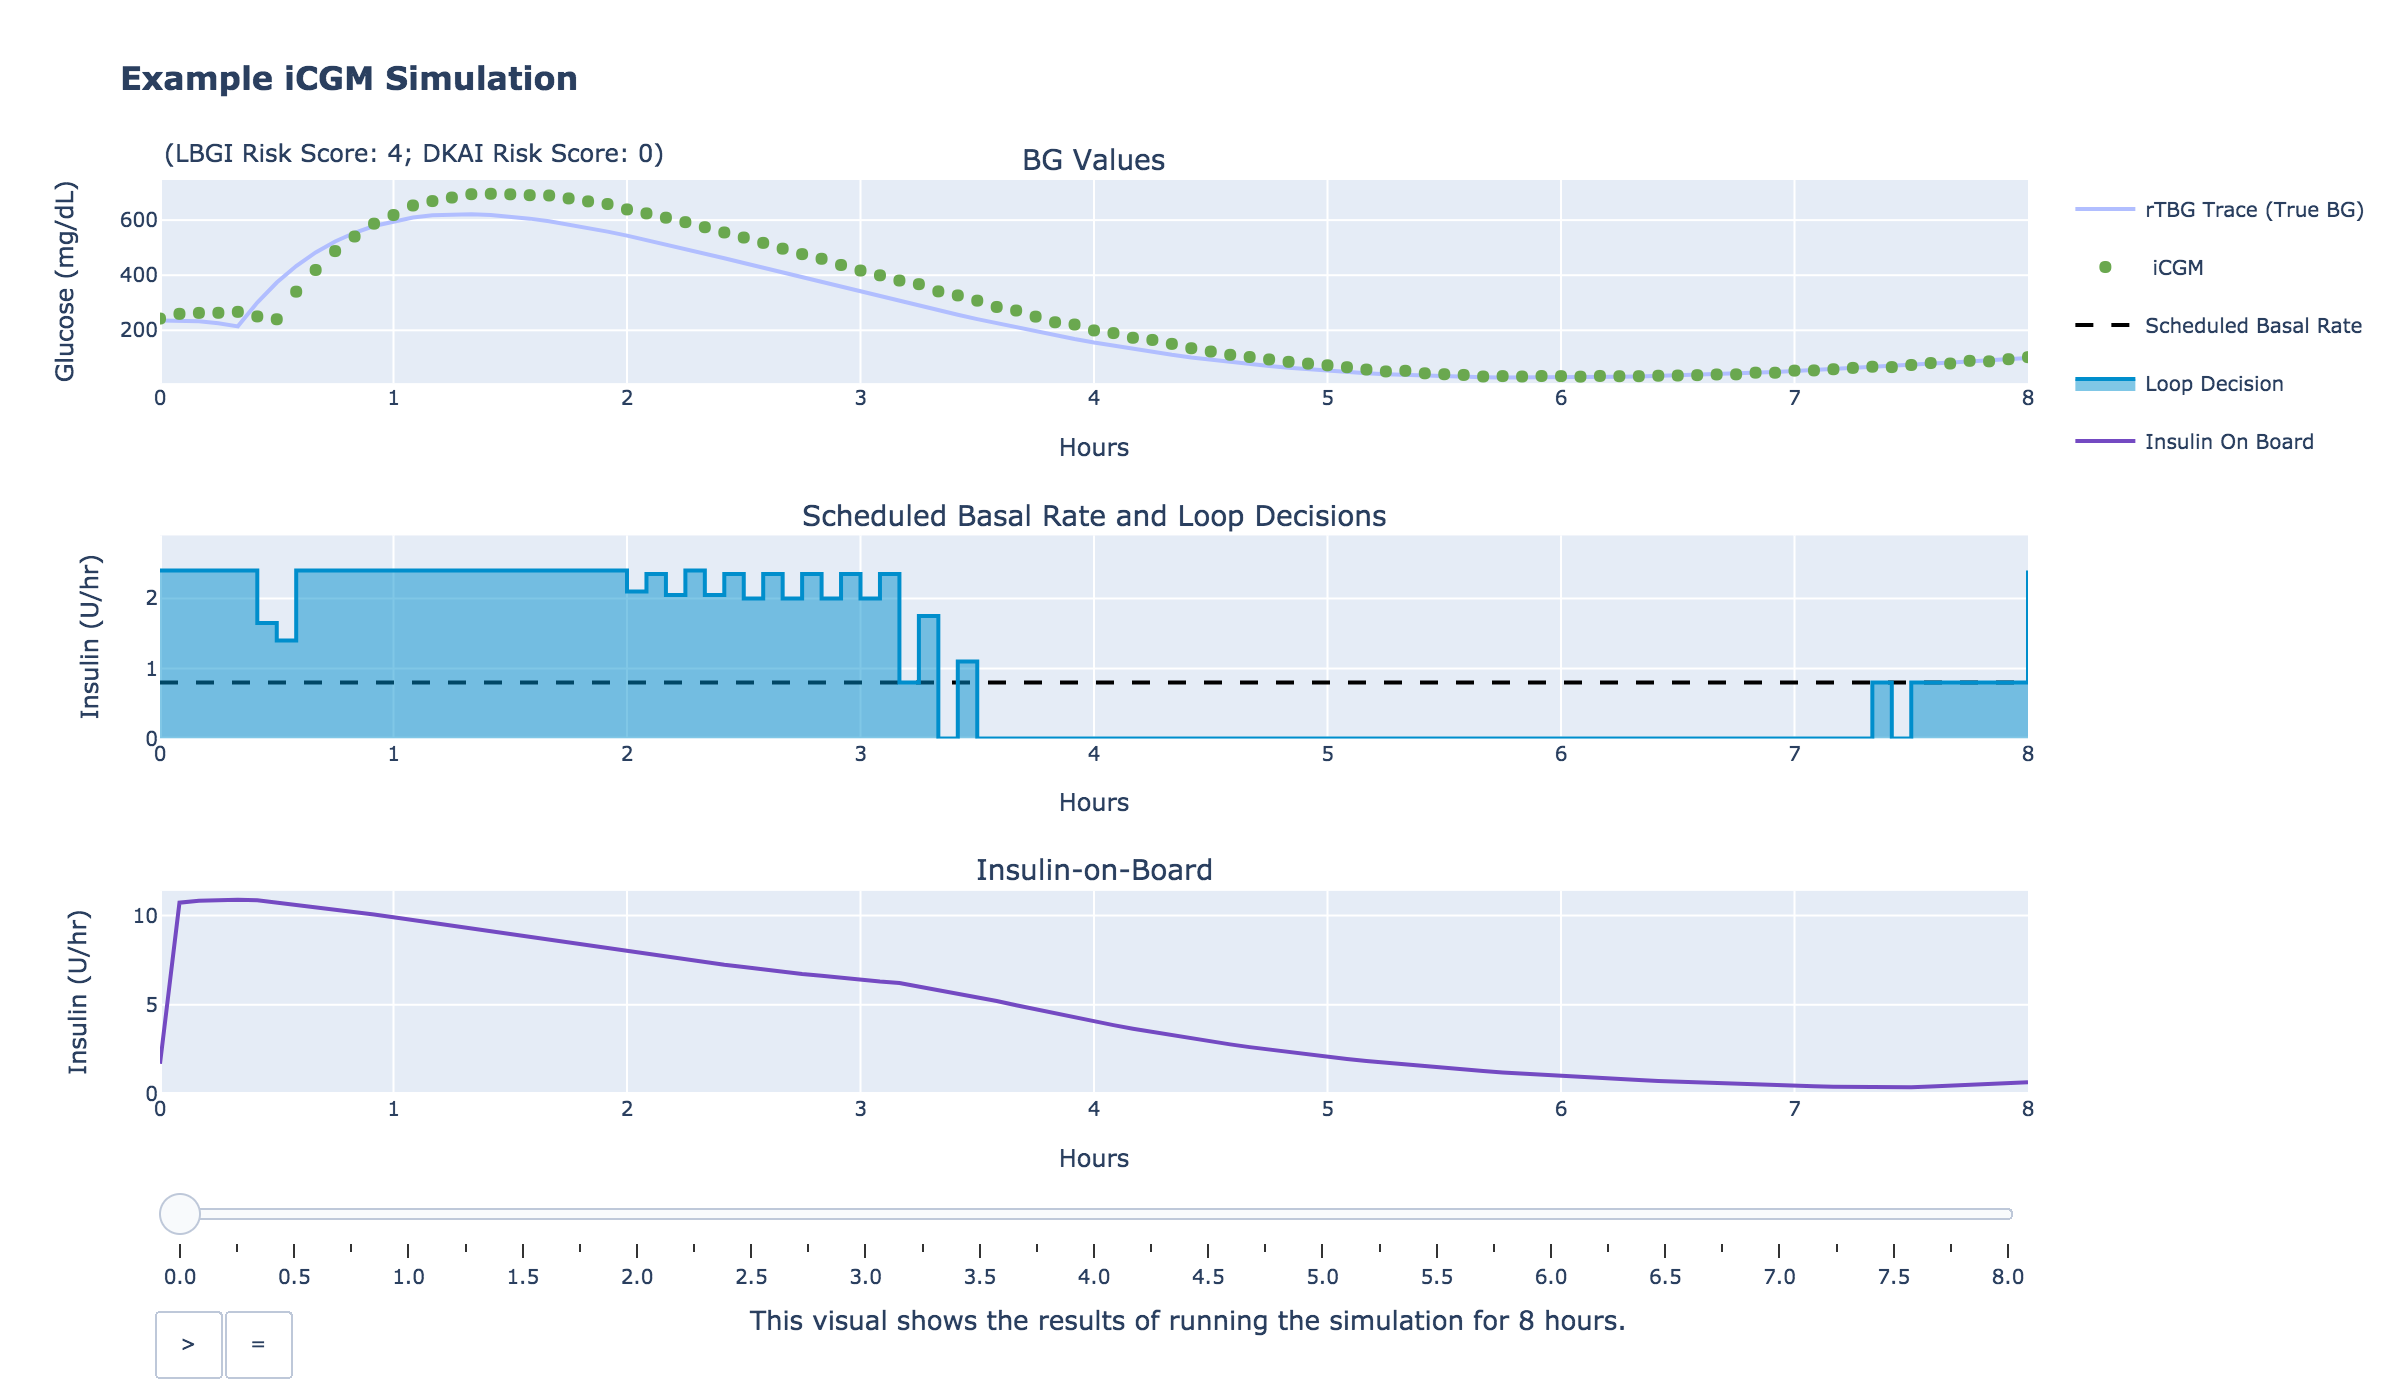 Example iCGM Simulation
(LBGI Risk Score: 4; DKAI Risk Score: 0)
BG Values
Glucose (mg/dL)
600
400
200
0 1 2 3 4 5 6 7 8
Hours
rTBG Trace (True BG)
iCGM
Scheduled Basal Rate
Loop Decision
Insulin On Board
Scheduled Basal Rate and Loop Decisions
Insulin (U/hr)
2
1
0
0 1 2 3 4 5 6 7 8
Hours
Insulin-on-Board
Insulin (U/hr)
10
5
0
0 1 2 3 4 5 6 7 8
Hours
0.0 0.5 1.0 1.5 2.0 2.5 3.0 3.5 4.0 4.5 5.0 5.5 6.0 6.5 7.0 7.5 8.0
This visual shows the results of running the simulation for 8 hours.
> =